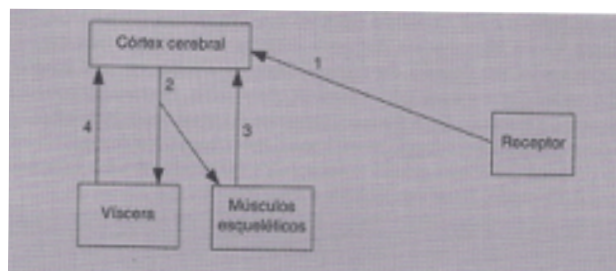 Córtex cerebral
1
2
4
3
Receptor
Víscera
Músculos
esqueléticos